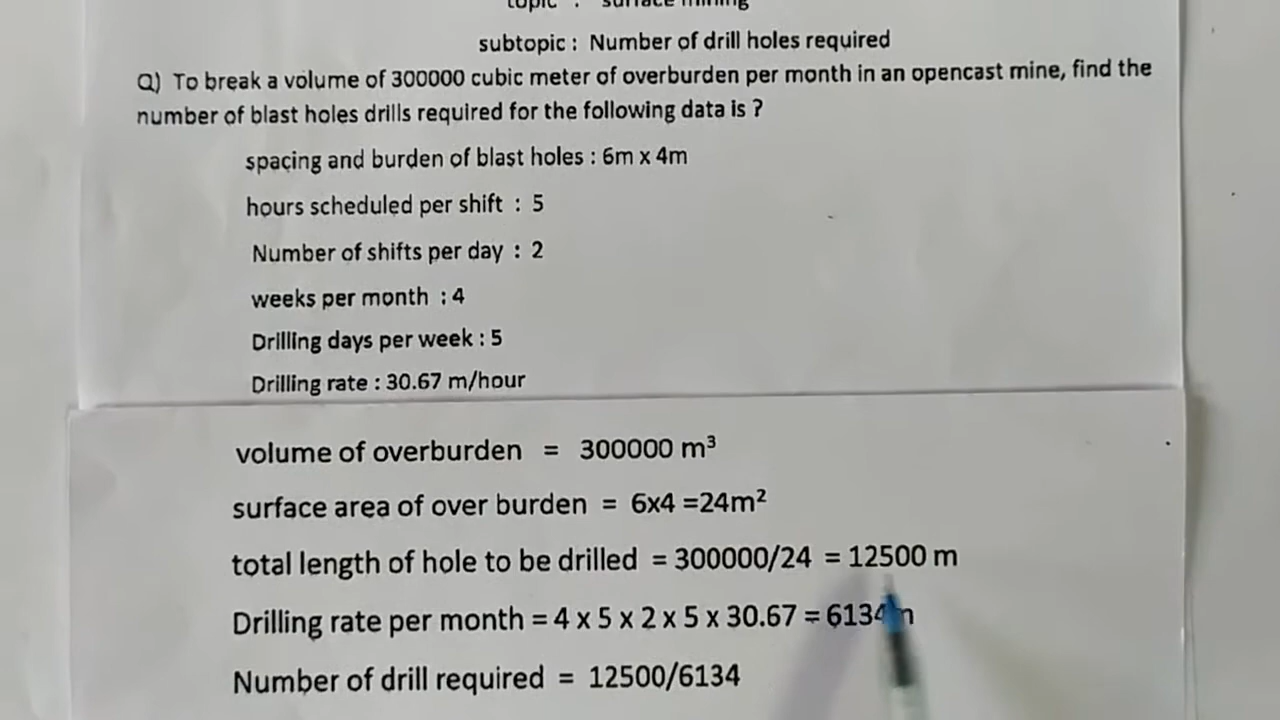 topic : surface mining
subtopic : Number of drill holes required
Q) To break a volume of 300000 cubic meter of overburden per month in an opencast mine, find the
number of blast holes drills required for the following data is ?
spacing and burden of blast holes : 6m x 4m
hours scheduled per shift : 5
Number of shifts per day : 2
weeks per month : 4
Drilling days per week : 5
Drilling rate : 30.67 m/hour
volume of overburden = 300000 m³
surface area of over burden = 6x4 =24m²
total length of hole to be drilled = 300000/24 = 12500 m
Drilling rate per month = 4 x 5 x 2 x 5 x 30.67 = 6134
Number of drill required = 12500/6134